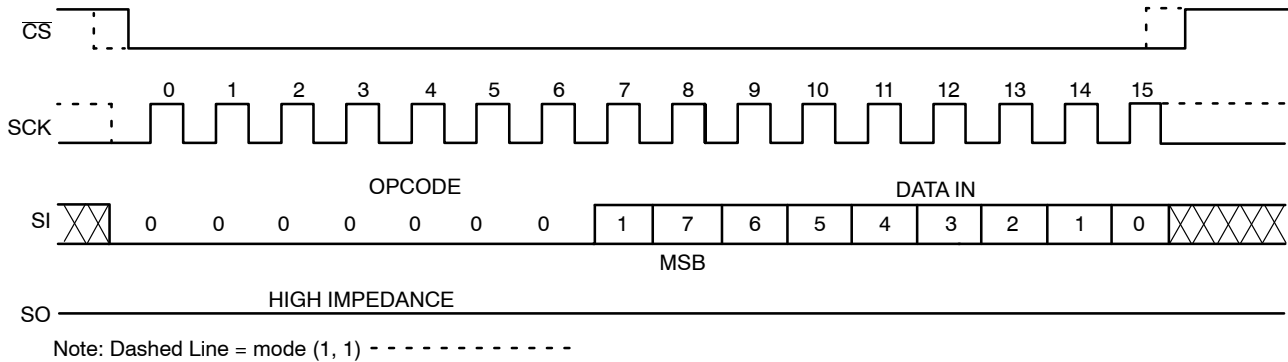 CS
0 1 2 3 4 5 6 7 8 9 10 11 12 13 14 15
SCK
OPCODE DATA IN
SI 0 0 0 0 0 0 0 1 7 6 5 4 3 2 1 0
MSB
HIGH IMPEDANCE
SO
Note: Dashed Line = mode (1, 1)